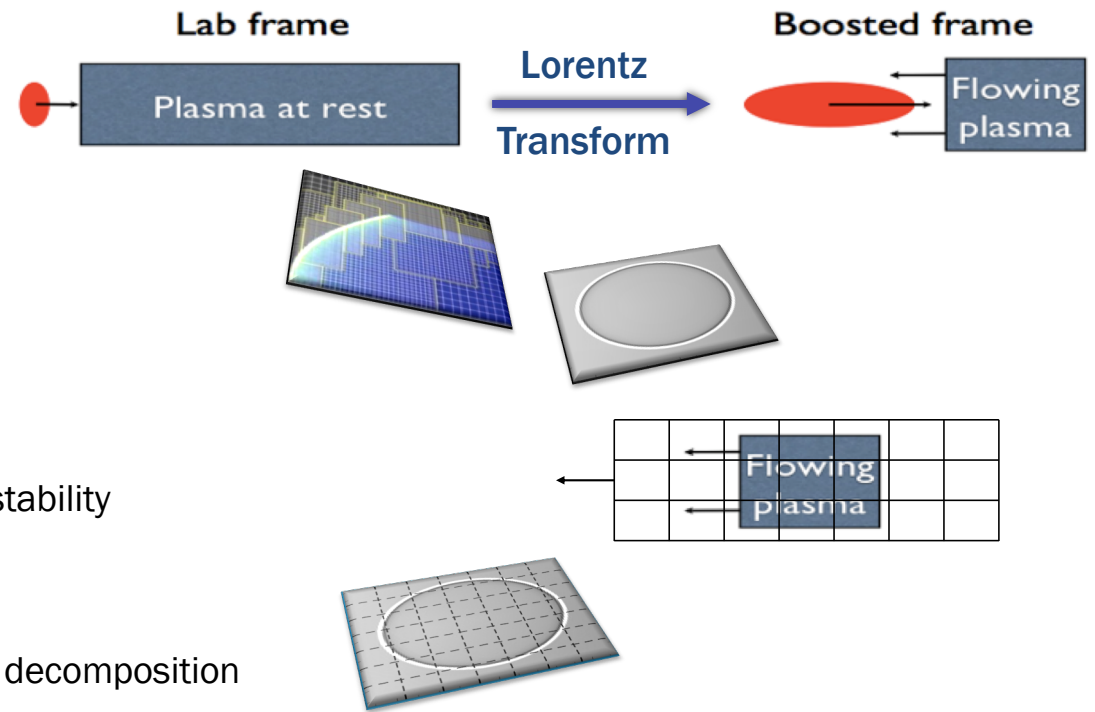 Lab frame
Boosted frame
Plasma at rest
Lorentz
Transform
Flowing
plasma
Flowing
plasma
stability
decomposition